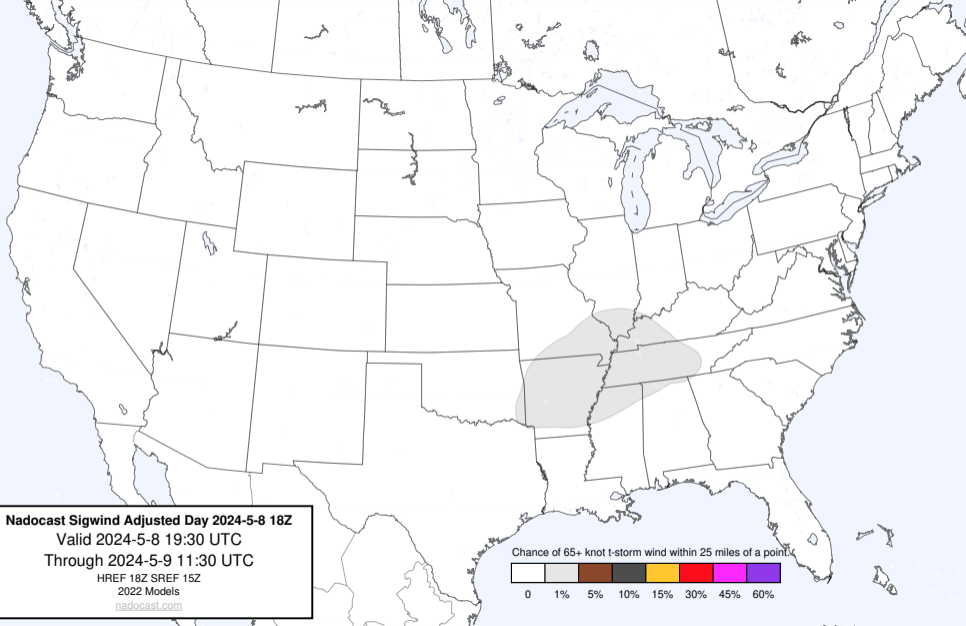 Nadocast Sigwind Adjusted Day 2024-5-8 18Z
Valid 2024-5-8 19:30 UTC
Through 2024-5-9 11:30 UTC
HREF 18Z SREF 15Z
2022 Models
nadocast.com
Chance of 65+ knot t-storm wind within 25 miles of a point.
0 1% 5% 10% 15% 30% 45% 60%